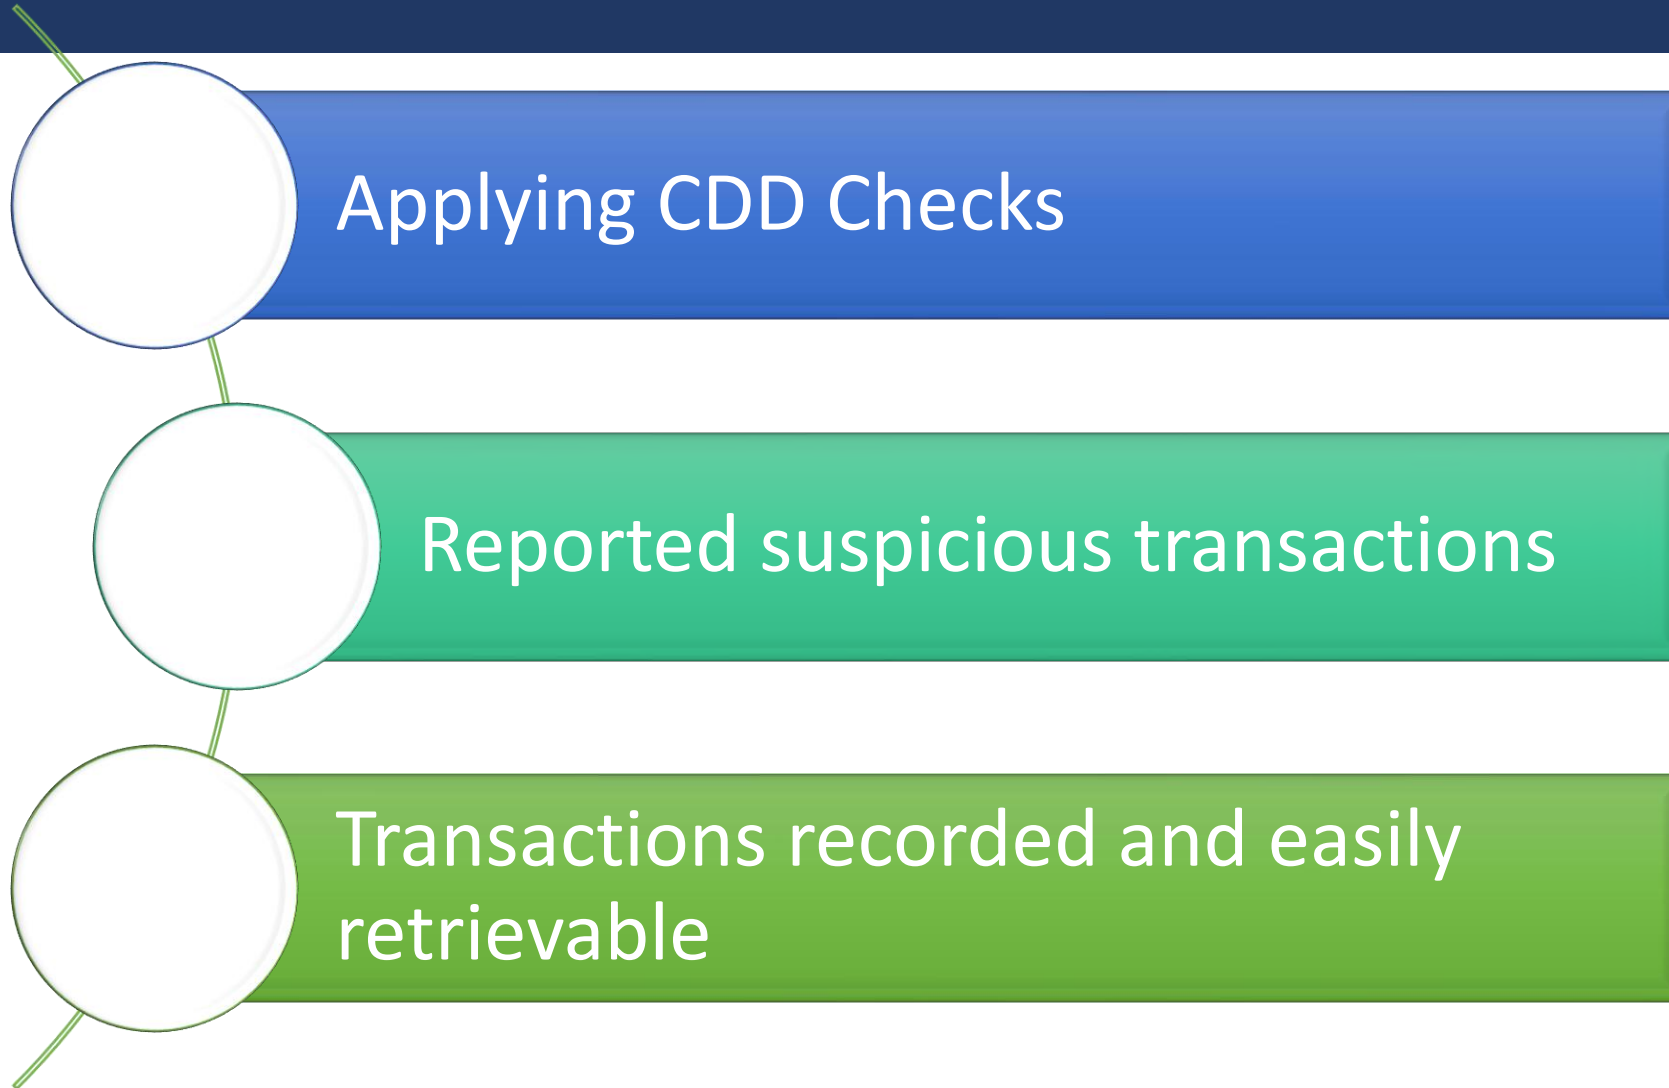 Applying CDD Checks
Reported suspicious transactions
Transactions recorded and easily
retrievable